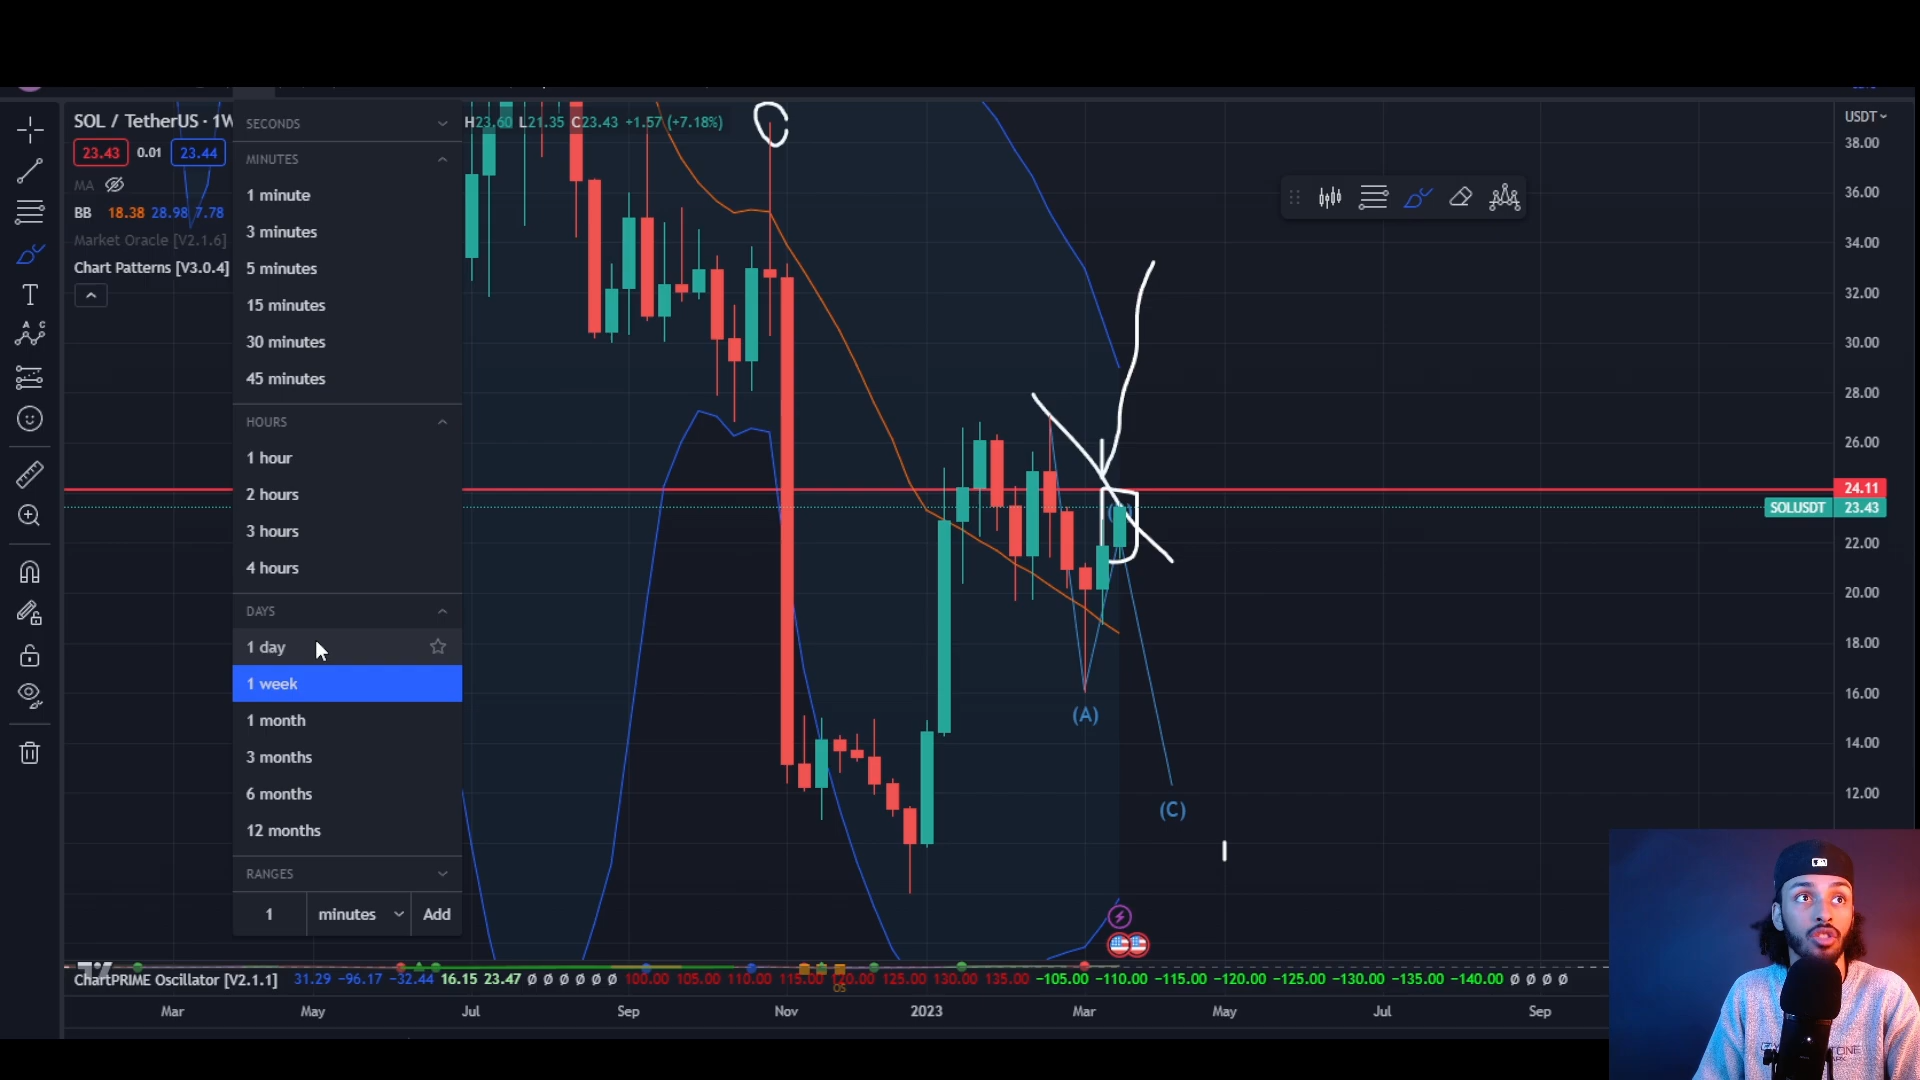 SOL / TetherUS · 1W
H23.60 L21.35 C23.43 +1.57 (+7.18%)
23.43 0.01 23.44
MA
BB 18.38 28.98 7.78
Market Oracle [V2.1.6]
Chart Patterns [V3.0.4]
SECONDS
MINUTES
1 minute
3 minutes
5 minutes
15 minutes
30 minutes
45 minutes
HOURS
1 hour
2 hours
3 hours
4 hours
DAYS
1 day
1 week
1 month
3 months
6 months
12 months
RANGES
1 minutes Add
(A)
(C)
USDT
38.00
36.00
34.00
32.00
30.00
28.00
26.00
24.11
SOLUSDT 23.43
22.00
20.00
18.00
16.00
14.00
12.00
ChartPRIME Oscillator [V2.1.1] 31.29 −96.17 −32.44 16.15 23.47 Ø Ø Ø Ø Ø Ø 100.00 105.00 110.00 115.00 120.00 125.00 130.00 135.00 −105.00 −110.00 −115.00 −120.00 −125.00 −130.00 −135.00 −140.00 Ø Ø Ø Ø
OS
Mar May Jul Sep Nov 2023 Mar May Jul Sep